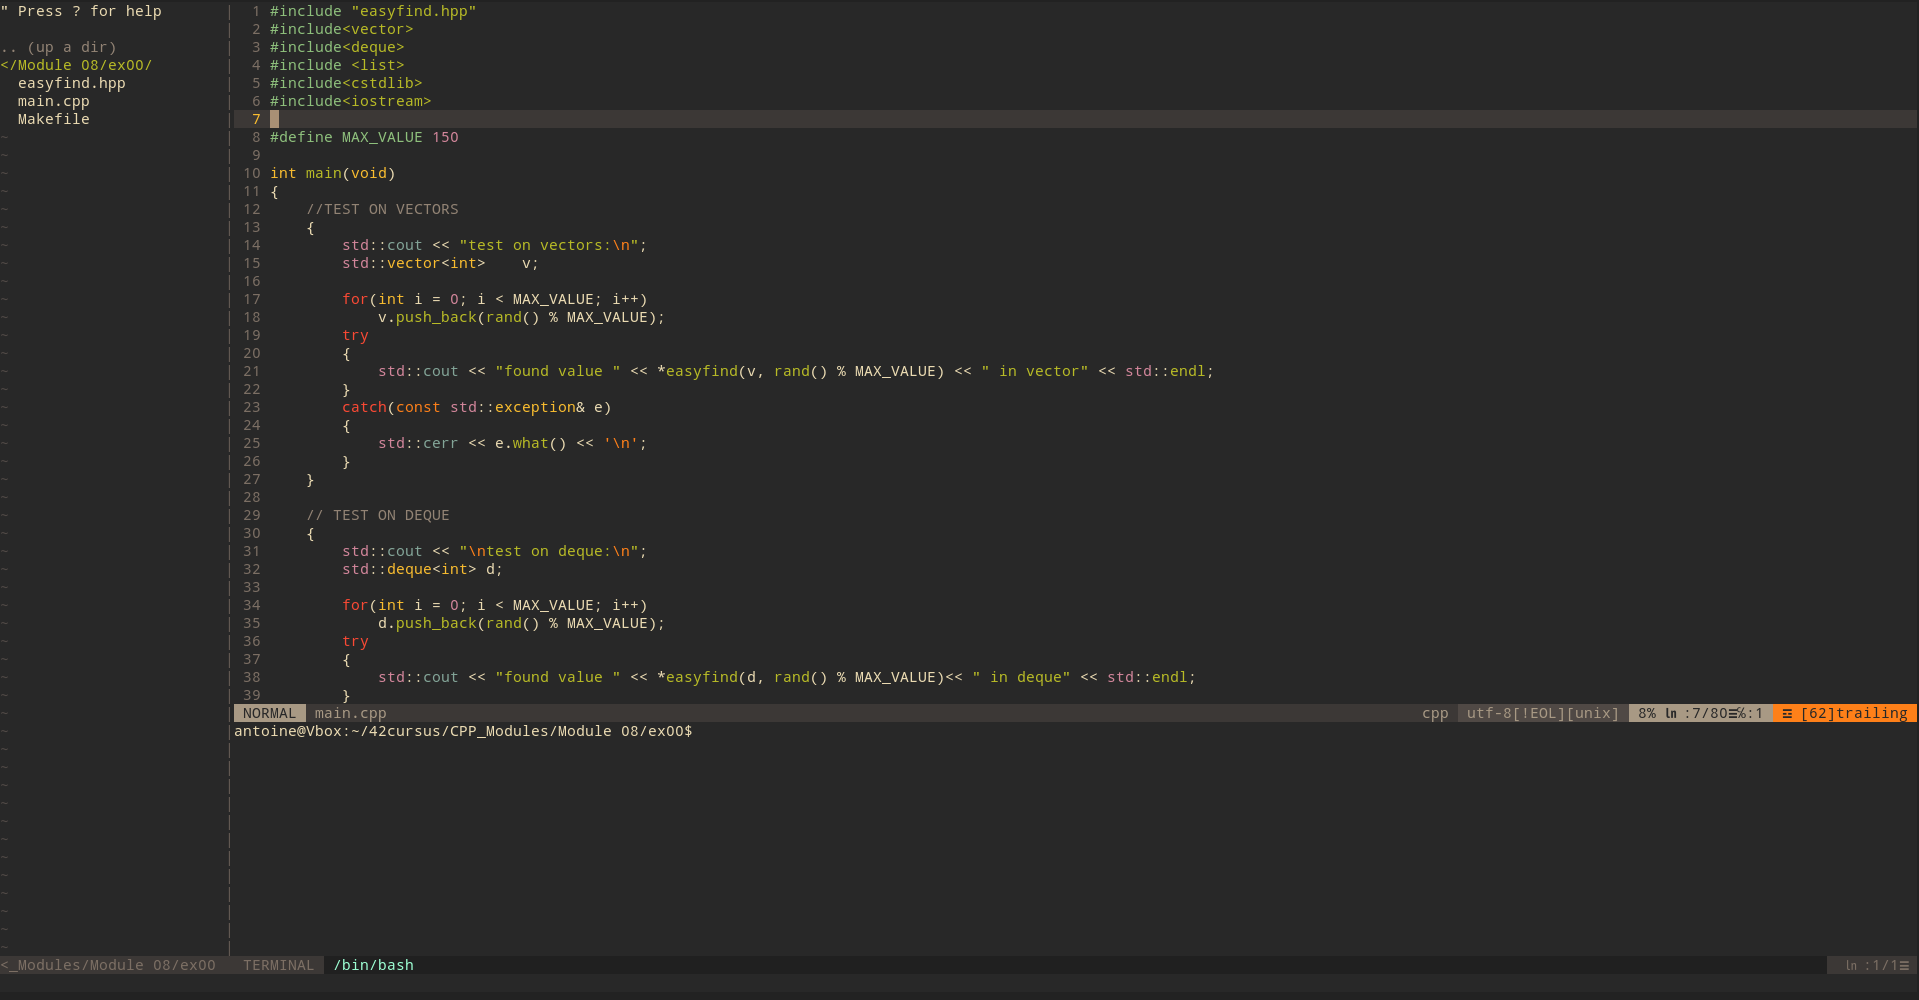 " Press ? for help
.. (up a dir)
</Module 08/ex00/
  easyfind.hpp
  main.cpp
  Makefile
1 #include "easyfind.hpp"
2 #include<vector>
3 #include<deque>
4 #include <list>
5 #include<cstdlib>
6 #include<iostream>
7
8 #define MAX_VALUE 150
9
10 int main(void)
11 {
12     //TEST ON VECTORS
13     {
14         std::cout << "test on vectors:\n";
15         std::vector<int>    v;
16
17         for(int i = 0; i < MAX_VALUE; i++)
18             v.push_back(rand() % MAX_VALUE);
19         try
20         {
21             std::cout << "found value " << *easyfind(v, rand() % MAX_VALUE) << " in vector" << std::endl;
22         }
23         catch(const std::exception& e)
24         {
25             std::cerr << e.what() << '\n';
26         }
27     }
28
29     // TEST ON DEQUE
30     {
31         std::cout << "\ntest on deque:\n";
32         std::deque<int> d;
33
34         for(int i = 0; i < MAX_VALUE; i++)
35             d.push_back(rand() % MAX_VALUE);
36         try
37         {
38             std::cout << "found value " << *easyfind(d, rand() % MAX_VALUE)<< " in deque" << std::endl;
39         }
NORMAL  main.cpp  cpp  utf-8[!EOL][unix]  8% ㏑:7/80☰℅:1  ☲ [62]trailing
antoine@Vbox:~/42cursus/CPP_Modules/Module 08/ex00$
<_Modules/Module 08/ex00  TERMINAL  /bin/bash  ㏑:1/1☰